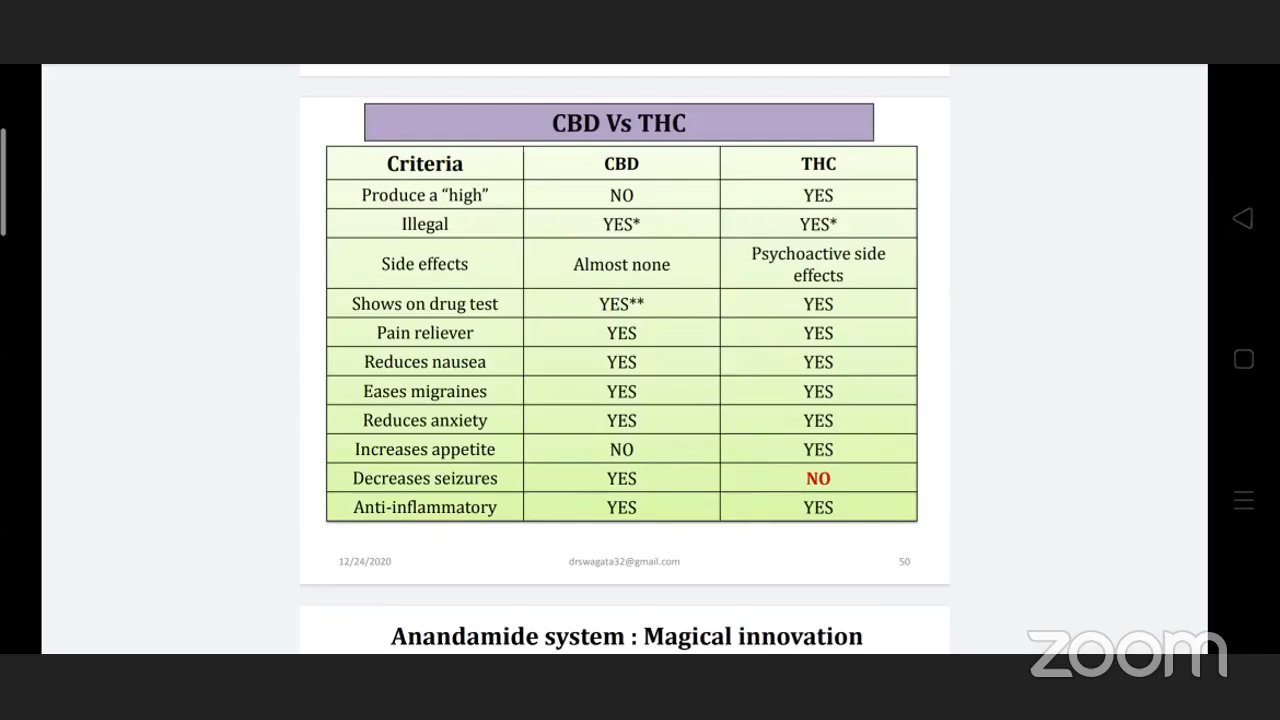 CBD Vs THC
Criteria CBD THC
Produce a “high” NO YES
Illegal YES* YES*
Side effects Almost none Psychoactive side
effects
Shows on drug test YES** YES
Pain reliever YES YES
Reduces nausea YES YES
Eases migraines YES YES
Reduces anxiety YES YES
Increases appetite NO YES
Decreases seizures YES NO
Anti-inflammatory YES YES
12/24/2020 drswagata32@gmail.com 50
Anandamide system : Magical innovation
zoom